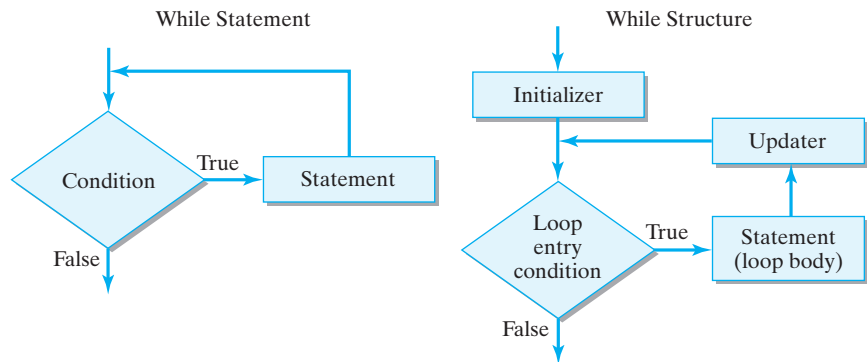 While Statement
Condition
True
Statement
False
While Structure
Initializer
Updater
Loop
entry
condition
True
Statement
(loop body)
False